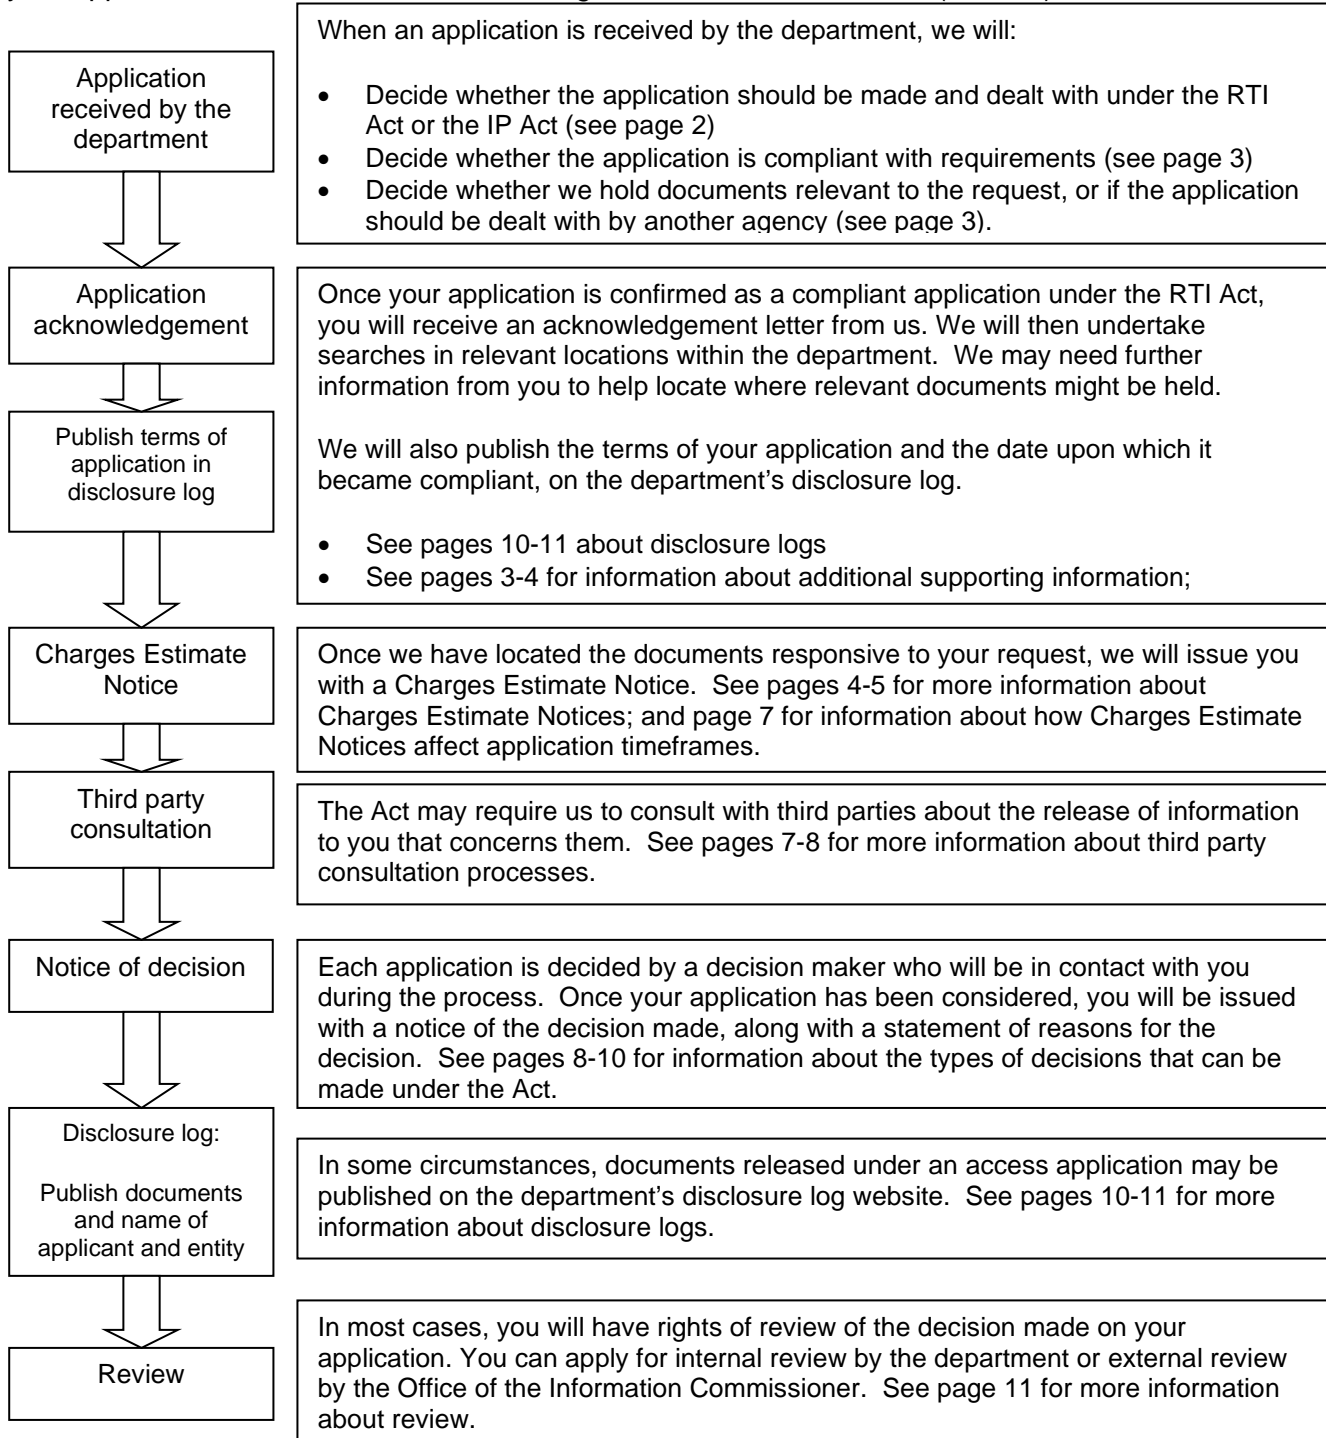 When an application is received by the department, we will:
Application
received by the
department
• Decide whether the application should be made and dealt with under the RTI
Act or the IP Act (see page 2)
• Decide whether the application is compliant with requirements (see page 3)
• Decide whether we hold documents relevant to the request, or if the application
should be dealt with by another agency (see page 3).
Application
acknowledgement
Once your application is confirmed as a compliant application under the RTI Act,
you will receive an acknowledgement letter from us. We will then undertake
searches in relevant locations within the department.  We may need further
information from you to help locate where relevant documents might be held.
Publish terms of
application in
disclosure log
We will also publish the terms of your application and the date upon which it
became compliant, on the department’s disclosure log.
• See pages 10-11 about disclosure logs
• See pages 3-4 for information about additional supporting information;
Charges Estimate
Notice
Once we have located the documents responsive to your request, we will issue you
with a Charges Estimate Notice.  See pages 4-5 for more information about
Charges Estimate Notices; and page 7 for information about how Charges Estimate
Notices affect application timeframes.
Third party
consultation
The Act may require us to consult with third parties about the release of information
to you that concerns them.  See pages 7-8 for more information about third party
consultation processes.
Notice of decision
Each application is decided by a decision maker who will be in contact with you
during the process.  Once your application has been considered, you will be issued
with a notice of the decision made, along with a statement of reasons for the
decision.  See pages 8-10 for information about the types of decisions that can be
made under the Act.
Disclosure log:
Publish documents
and name of
applicant and entity
In some circumstances, documents released under an access application may be
published on the department’s disclosure log website.  See pages 10-11 for more
information about disclosure logs.
Review
In most cases, you will have rights of review of the decision made on your
application. You can apply for internal review by the department or external review
by the Office of the Information Commissioner.  See page 11 for more information
about review.